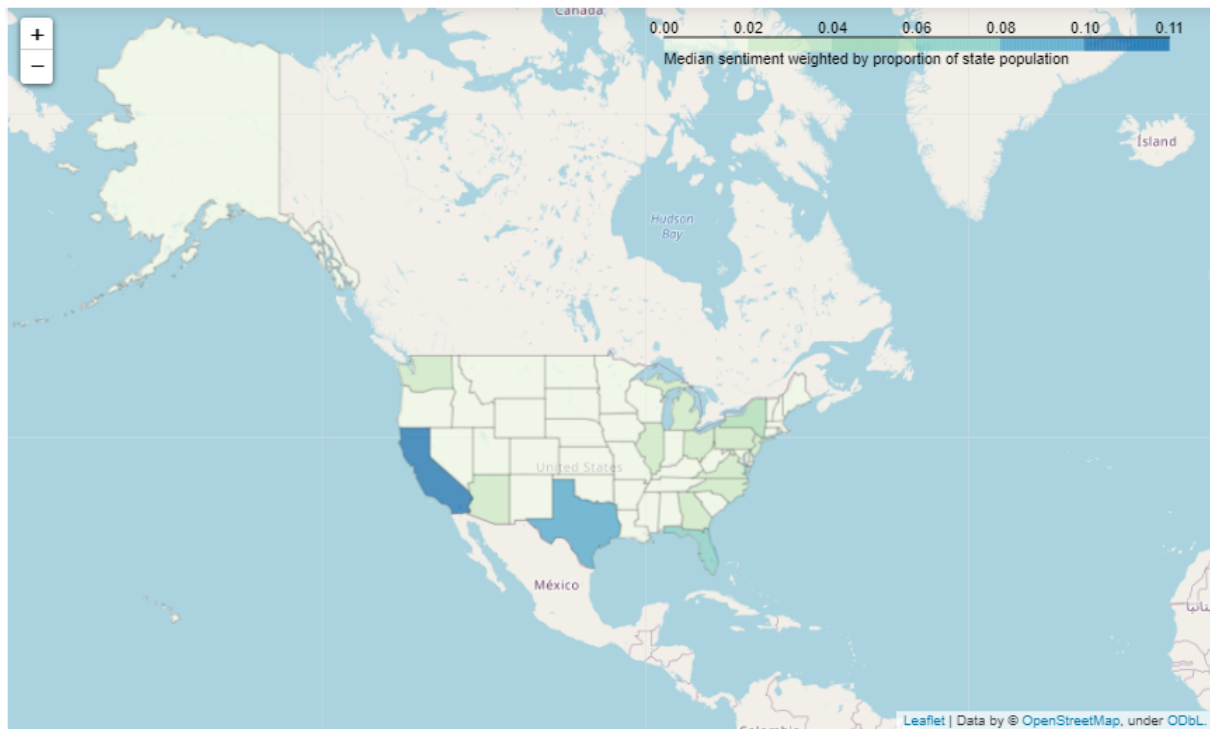 Canada
+
−
0.00 0.02 0.04 0.06 0.08 0.10 0.11
Median sentiment weighted by proportion of state population
Ísland
Hudson
Bay
United States
México
Leaflet | Data by © OpenStreetMap, under ODbL.